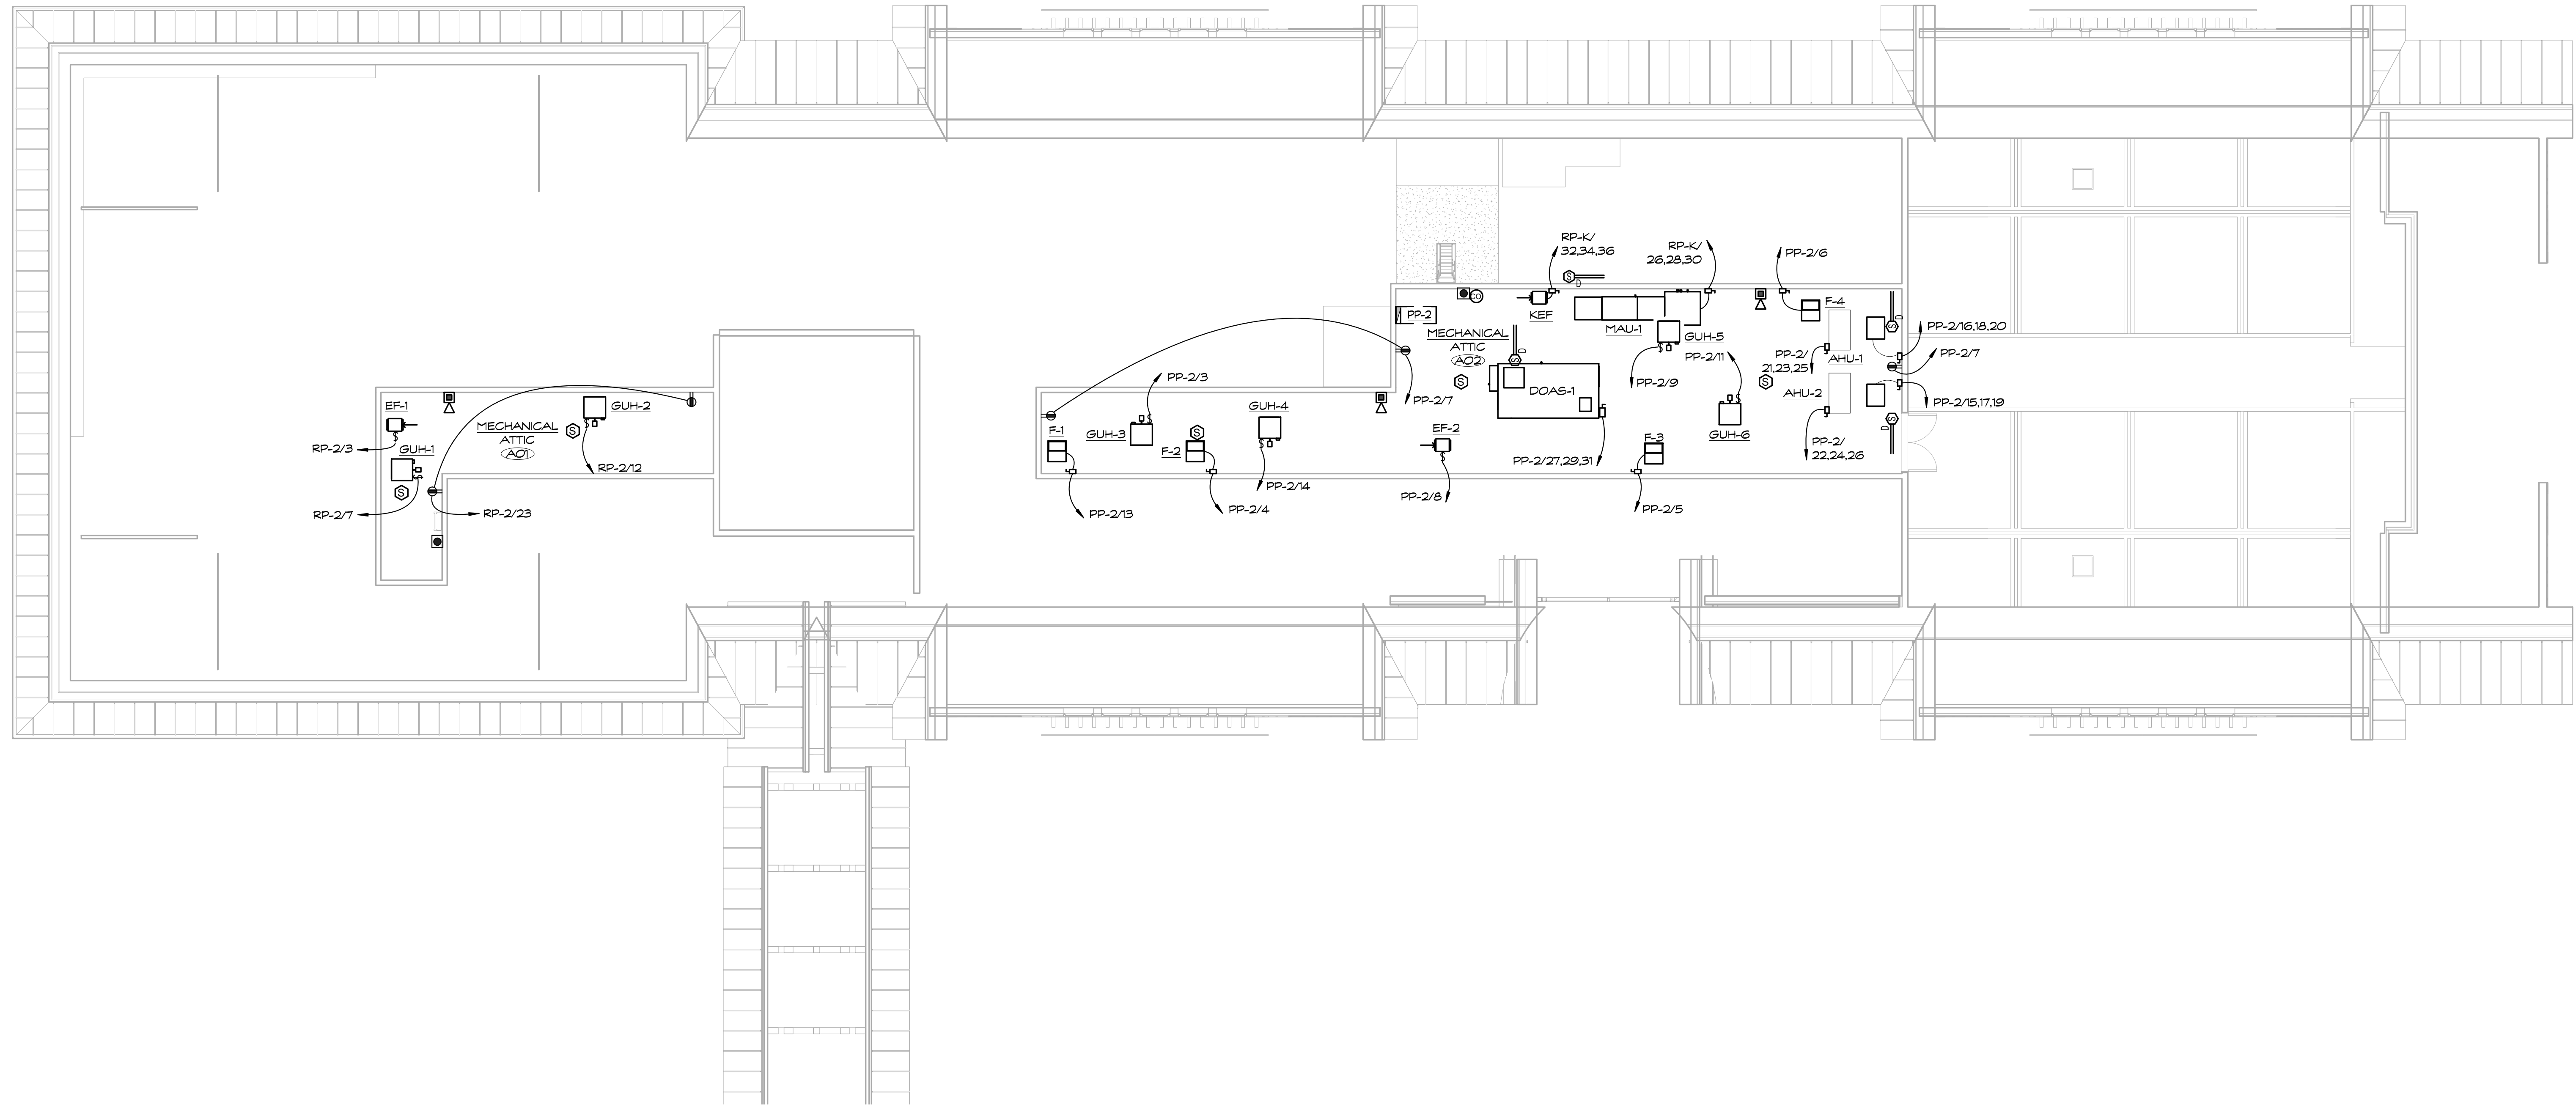 EF-1
GUH-2
MECHANICAL
ATTIC
A01
S
RP-2/3
GUH-1
S
RP-2/12
RP-2/7
RP-2/23
RP-K/
32,34,36
RP-K/
26,28,30
PP-2/6
S
D
CO
PP-2
KEF
MAU-1
GUH-5
F-4
S
D
PP-2/16,18,20
MECHANICAL
ATTIC
A02
S
D
PP-2/11
PP-2/
21,23,25
AHU-1
PP-2/7
PP-2/3
PP-2/7
S
DOAS-1
PP-2/9
S
AHU-2
PP-2/15,17,19
F-1
GUH-3
S
F-2
GUH-4
EF-2
F-3
GUH-6
S
D
PP-2/
22,24,26
PP-2/27,29,31
PP-2/14
PP-2/8
PP-2/13
PP-2/4
PP-2/5